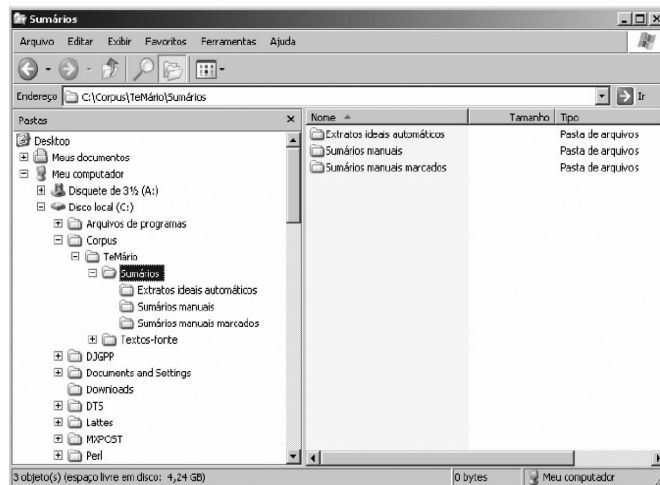 Sumários
Arquivo Editar Exibir Favoritos Ferramentas Ajuda
Endereço C:\Corpus\TeMário\Sumários Ir
Pastas
Desktop
Meus documentos
Meu computador
Disquete de 3½ (A:)
Disco local (C:)
Arquivos de programas
Corpus
TeMário
Sumários
Extratos ideais automáticos
Sumários manuais
Sumários manuais marcados
Textos-fonte
DJGPP
Documents and Settings
Downloads
DTS
Lattes
MXPOST
Perl
Nome Tamanho Tipo
Extratos ideais automáticos Pasta de arquivos
Sumários manuais Pasta de arquivos
Sumários manuais marcados Pasta de arquivos
3 objeto(s) (espaço livre em disco: 4,24 GB) 0 bytes Meu computador